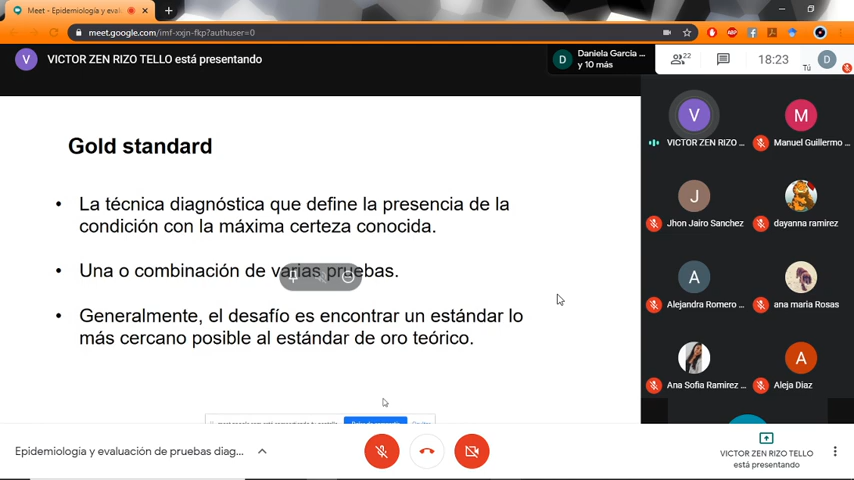 Meet - Epidemiología y eval
meet.google.com/imf-xxjn-fkp?authuser=0
V
VICTOR ZEN RIZO TELLO está presentando
D
Daniela Garcia ...
y 10 más
22
18:23
Tú
D
Gold standard
• La técnica diagnóstica que define la presencia de la
condición con la máxima certeza conocida.
• Una o combinación de varias pruebas.
• Generalmente, el desafío es encontrar un estándar lo
más cercano posible al estándar de oro teórico.
V
VICTOR ZEN RIZO ...
M
Manuel Guillermo ...
J
Jhon Jairo Sanchez
dayanna ramirez
A
Alejandra Romero ...
ana maria Rosas
Ana Sofia Ramirez ...
A
Aleja Diaz
Epidemiología y evaluación de pruebas diag...
VICTOR ZEN RIZO TELLO
está presentando